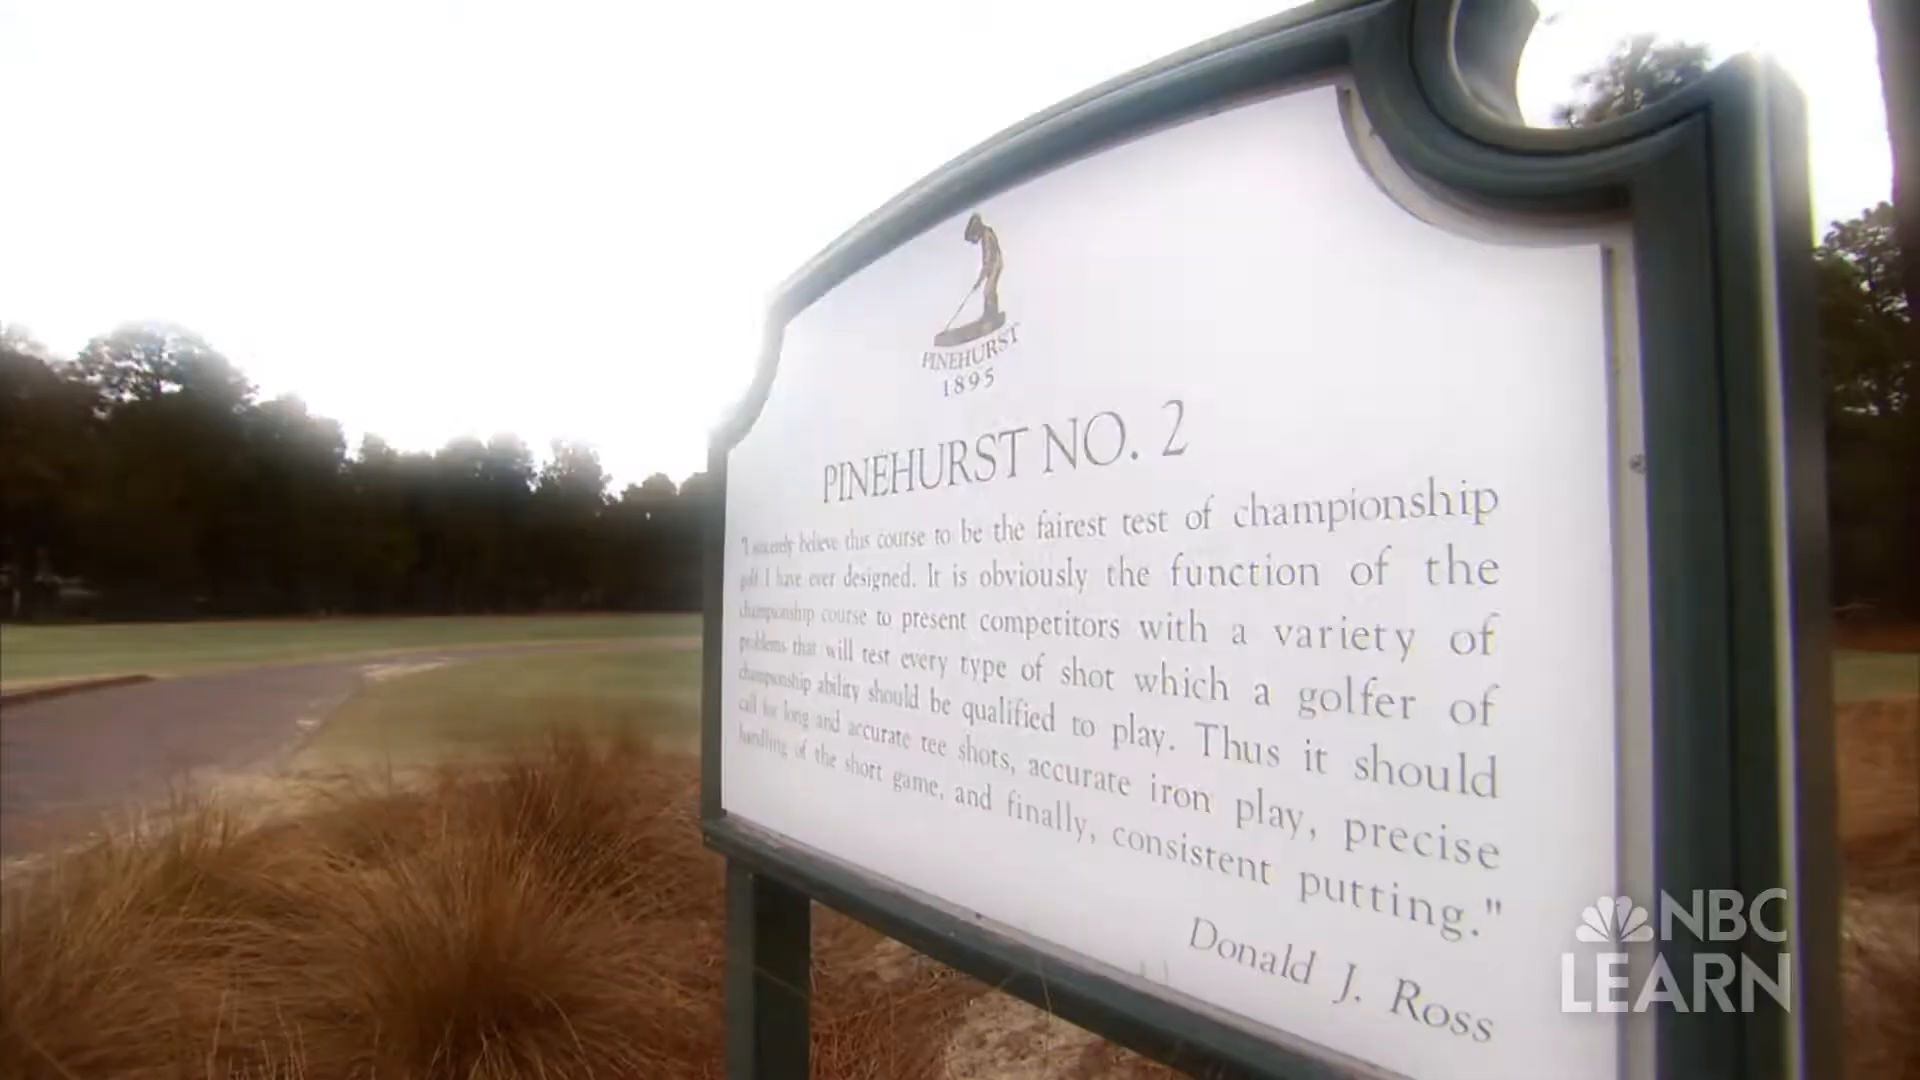 PINEHURST
1895
PINEHURST NO. 2
"I sincerely believe this course to be the fairest test of championship
golf I have ever designed. It is obviously the function of the
championship course to present competitors with a variety of
problems that will test every type of shot which a golfer of
championship ability should be qualified to play. Thus it should
call for long and accurate tee shots, accurate iron play, precise
handling of the short game, and finally, consistent putting."
Donald J. Ross
NBC
LEARN